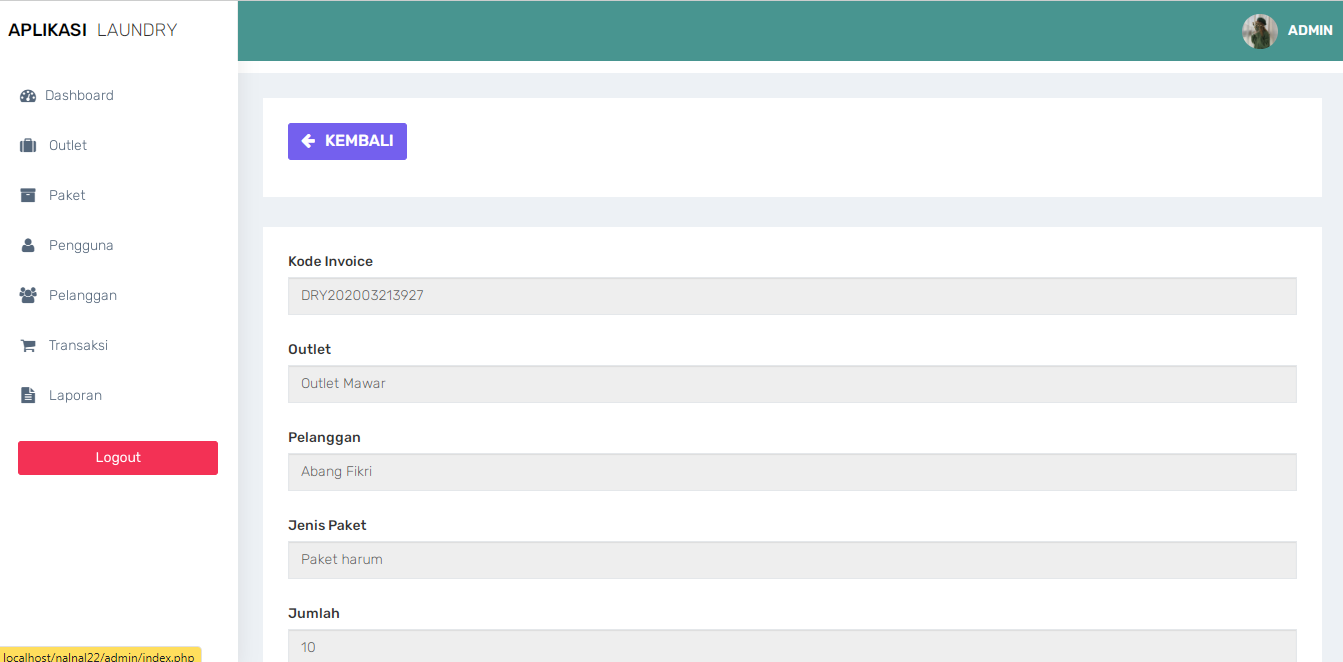 APLIKASI LAUNDRY
ADMIN
Dashboard
Outlet
Paket
Pengguna
Pelanggan
Transaksi
Laporan
Logout
KEMBALI
Kode Invoice
DRY202003213927
Outlet
Outlet Mawar
Pelanggan
Abang Fikri
Jenis Paket
Paket harum
Jumlah
10
localhost/nalnal22/admin/index.php